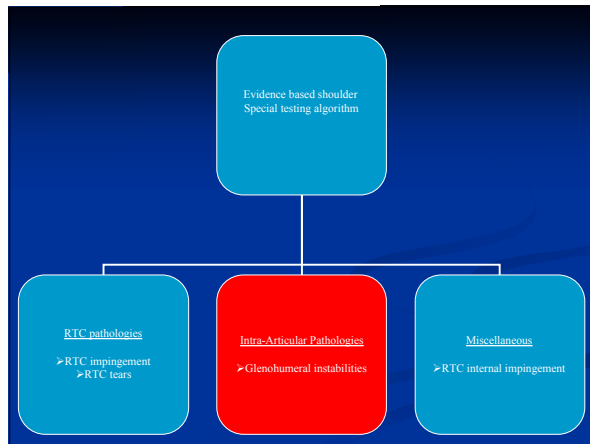 Evidence based shoulder
Special testing algorithm
RTC pathologies
➢RTC impingement
➢RTC tears
Intra-Articular Pathologies
➢Glenohumeral instabilities
Miscellaneous
➢RTC internal impingement